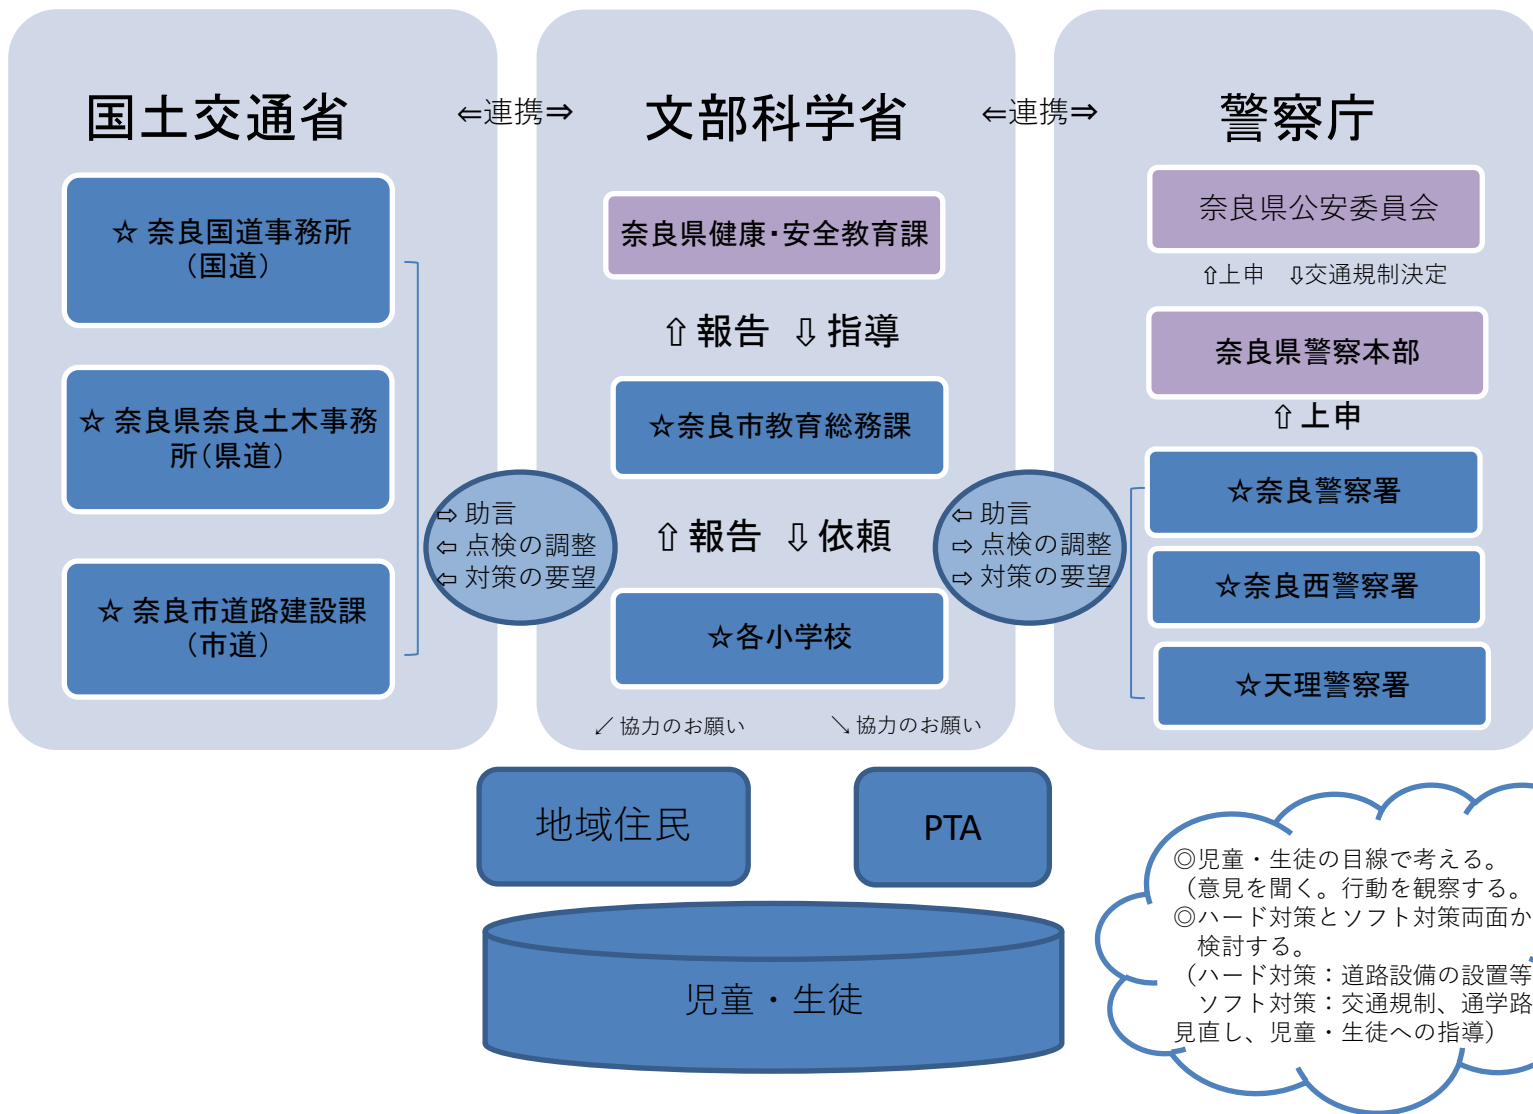 国土交通省
⇐連携⇒
文部科学省
⇐連携⇒
警察庁
☆ 奈良国道事務所
(国道)
☆ 奈良県奈良土木事務
所(県道)
☆ 奈良市道路建設課
(市道)
⇨ 助言
⇦ 点検の調整
⇦ 対策の要望
奈良県健康・安全教育課
⇧ 報告 ⇩ 指導
☆奈良市教育総務課
⇧ 報告 ⇩ 依頼
☆各小学校
↙ 協力のお願い
↘ 協力のお願い
⇦ 助言
⇨ 点検の調整
⇨ 対策の要望
奈良県公安委員会
⇧上申 ⇩交通規制決定
奈良県警察本部
⇧ 上申
☆奈良警察署
☆奈良西警察署
☆天理警察署
地域住民
PTA
児童・生徒
◎児童・生徒の目線で考える。
(意見を聞く。行動を観察する。
◎ハード対策とソフト対策両面か
検討する。
(ハード対策:道路設備の設置等
ソフト対策:交通規制、通学路
見直し、児童・生徒への指導)